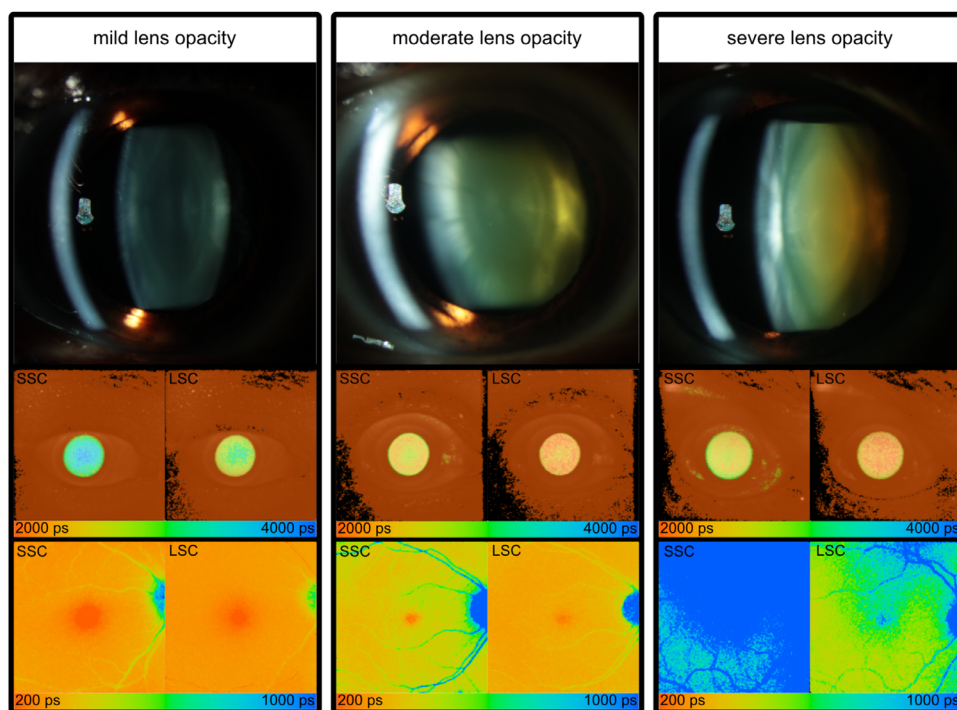 mild lens opacity
moderate lens opacity
severe lens opacity
SSC LSC
SSC LSC
SSC LSC
2000 ps 4000 ps
2000 ps 4000 ps
2000 ps 4000 ps
SSC LSC
SSC LSC
SSC LSC
200 ps 1000 ps
200 ps 1000 ps
200 ps 1000 ps